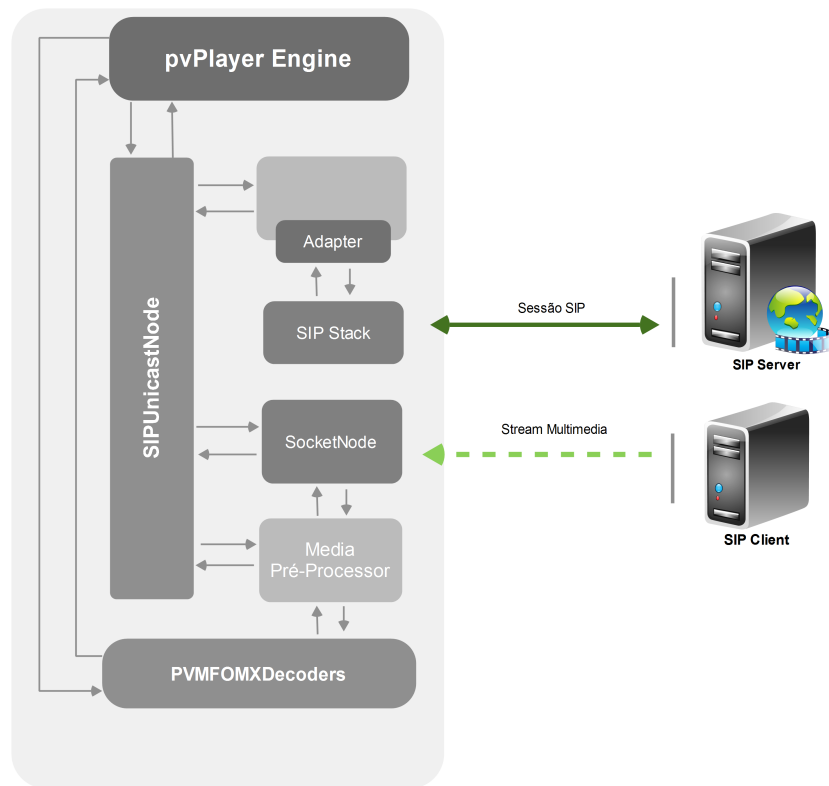 pvPlayer Engine
SIPUnicastNode
Adapter
SIP Stack
Sessão SIP
SIP Server
SocketNode
Stream Multimedia
SIP Client
Media
Pré-Processor
PVMFOMXDecoders